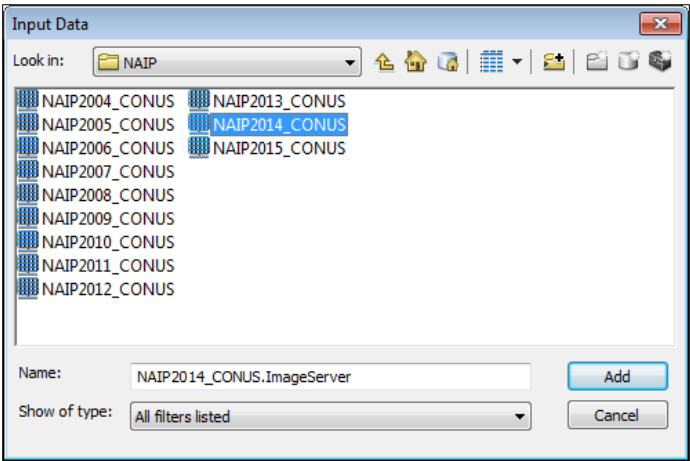 Input Data
Look in: NAIP
NAIP2004_CONUS NAIP2013_CONUS
NAIP2005_CONUS NAIP2014_CONUS
NAIP2006_CONUS NAIP2015_CONUS
NAIP2007_CONUS
NAIP2008_CONUS
NAIP2009_CONUS
NAIP2010_CONUS
NAIP2011_CONUS
NAIP2012_CONUS
Name: NAIP2014_CONUS.ImageServer Add
Show of type: All filters listed Cancel